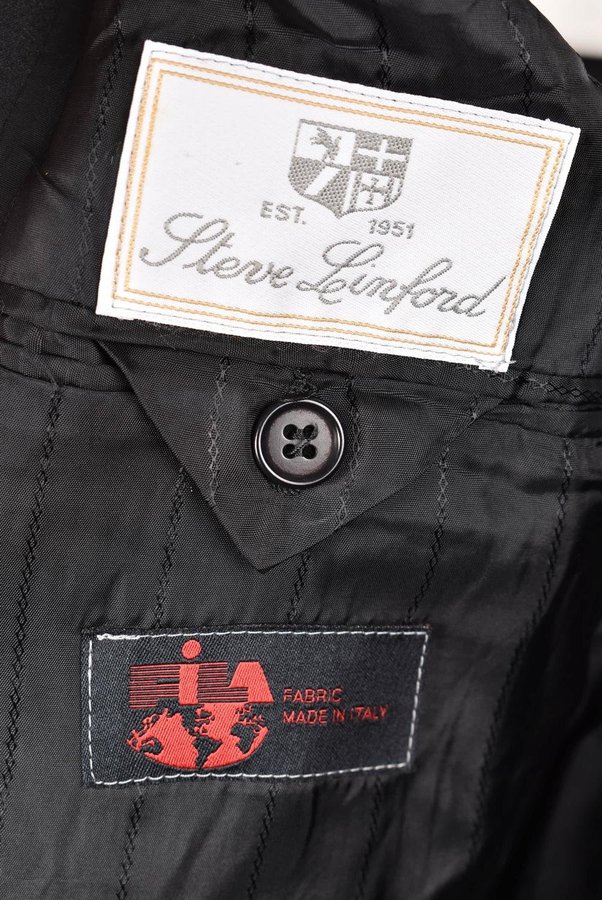 EST. 1951
Steve Linford
FiLA
FABRIC
MADE IN ITALY